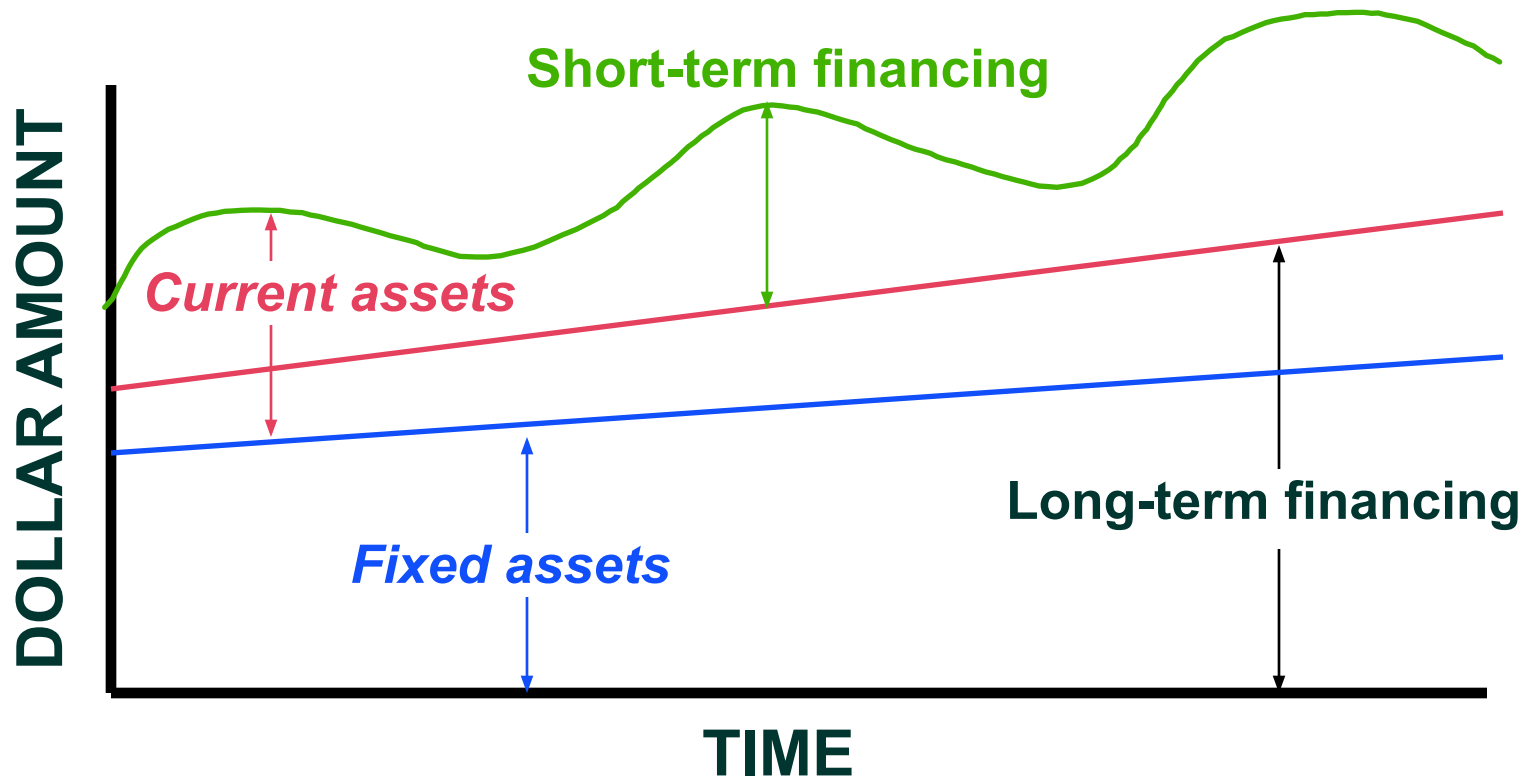 Short-term financing
DOLLAR AMOUNT
Current assets
Long-term financing
Fixed assets
TIME